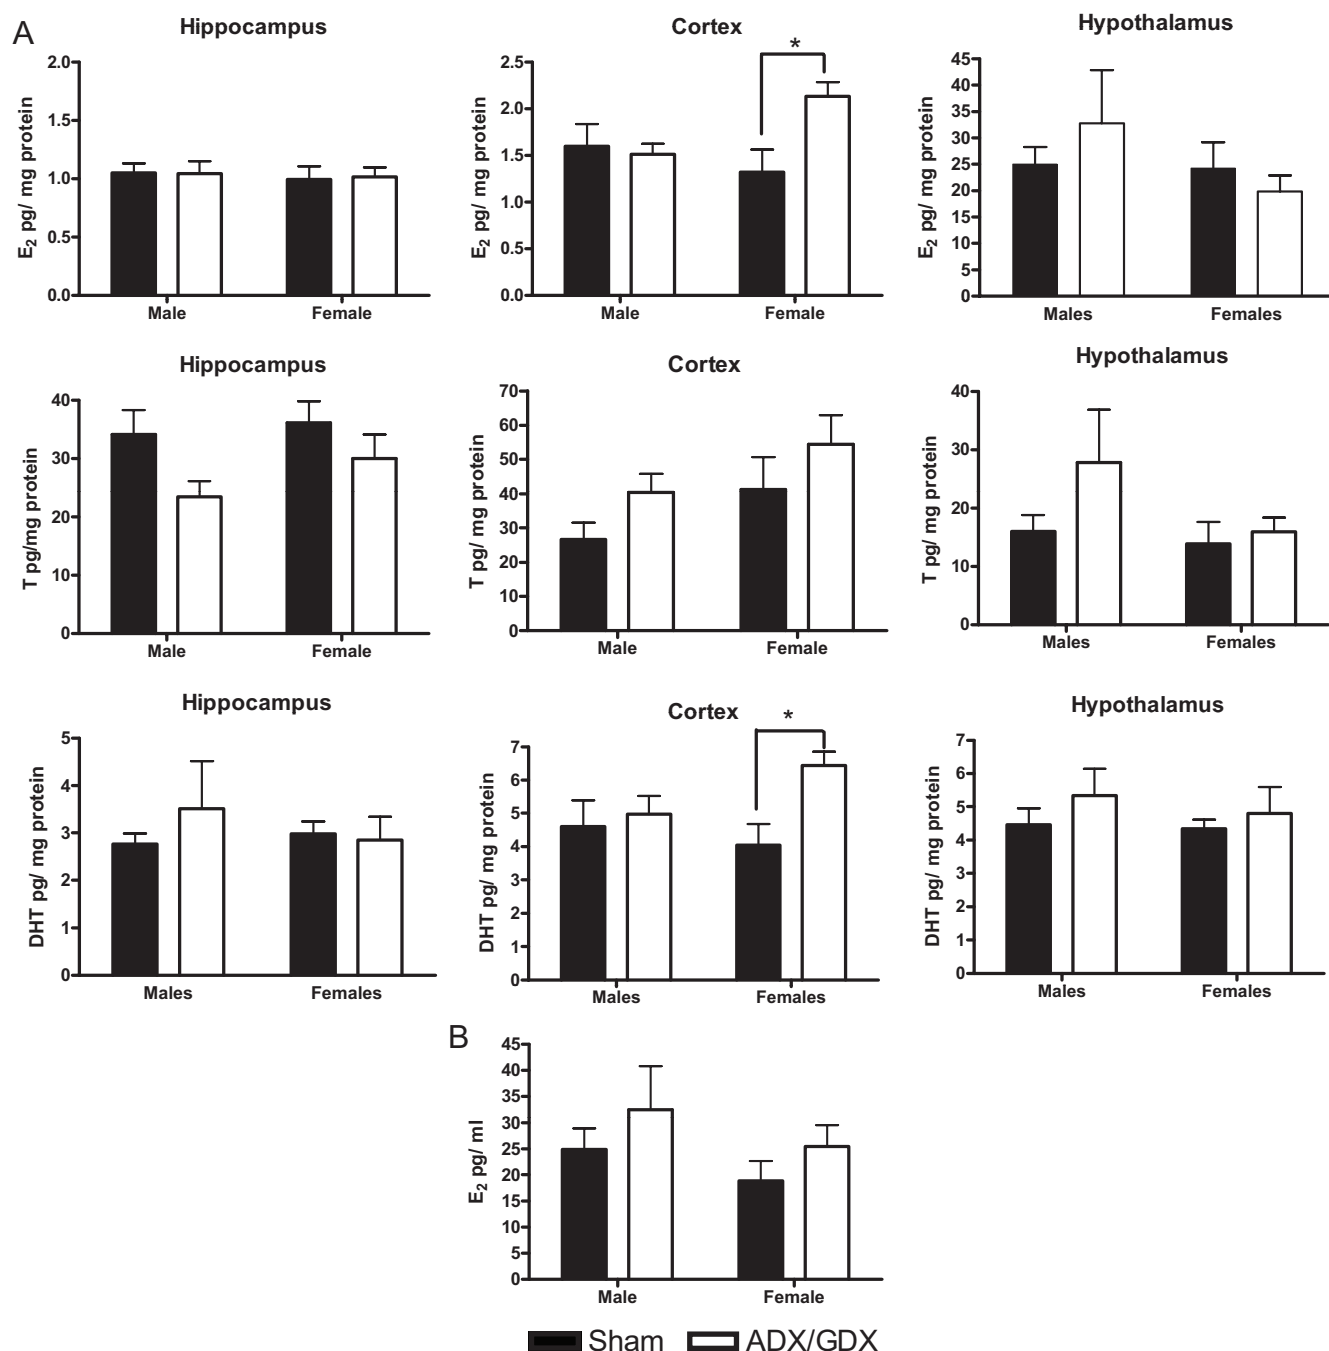 A
Hippocampus
E2 pg/ mg protein
2.0
1.5
1.0
0.5
0.0
Male Female
Cortex
*
E2 pg/ mg protein
2.5
2.0
1.5
1.0
0.5
0.0
Male Female
Hypothalamus
E2 pg/ mg protein
45
40
35
30
25
20
15
10
5
0
Males Females
Hippocampus
T pg/mg protein
40
30
20
10
0
Male Female
Cortex
T pg/ mg protein
70
60
50
40
30
20
10
0
Male Female
Hypothalamus
T pg/ mg protein
40
30
20
10
0
Males Females
Hippocampus
DHT pg/ mg protein
5
4
3
2
1
0
Males Females
Cortex
*
DHT pg/ mg protein
7
6
5
4
3
2
1
0
Males Females
Hypothalamus
DHT pg/ mg protein
7
6
5
4
3
2
1
0
Males Females
B
E2 pg/ ml
45
40
35
30
25
20
15
10
5
0
Male Female
Sham ADX/GDX